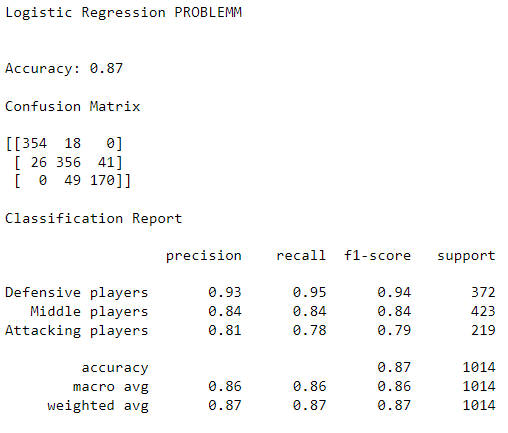 Logistic Regression PROBLEMM
Accuracy: 0.87
Confusion Matrix
[[354  18   0]
 [ 26 356  41]
 [  0  49 170]]
Classification Report
precision recall f1-score support
Defensive players 0.93 0.95 0.94 372
Middle players 0.84 0.84 0.84 423
Attacking players 0.81 0.78 0.79 219
accuracy 0.87 1014
macro avg 0.86 0.86 0.86 1014
weighted avg 0.87 0.87 0.87 1014